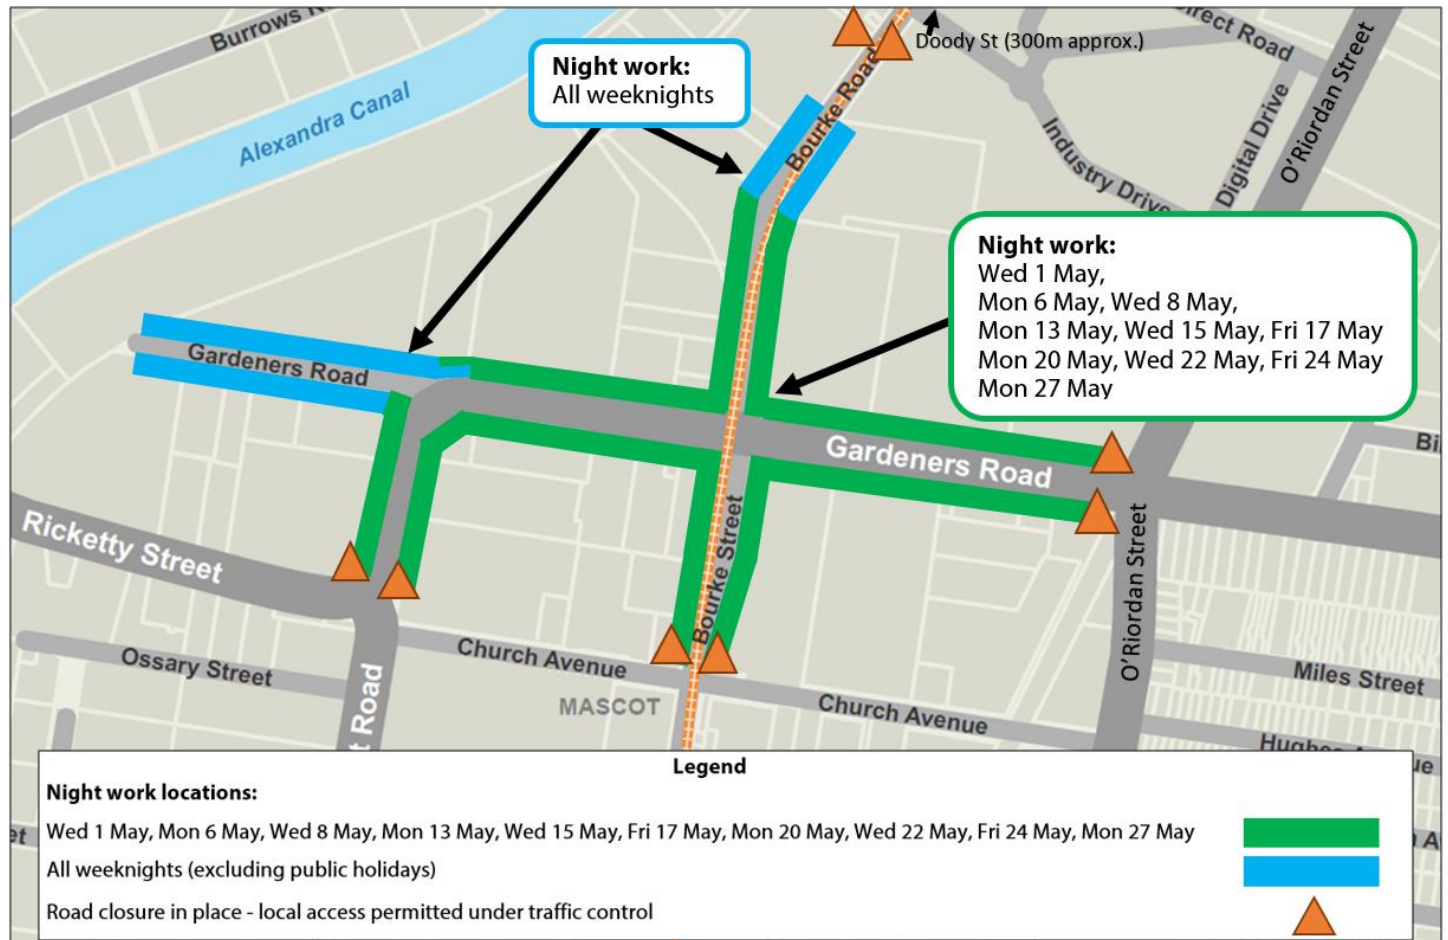 Burrows R
Doody St (300m approx.)
irect Road
O'Riordan Street
Night work:
All weeknights
Bourke Road
Alexandra Canal
Industry Drive
Digital Drive
Night work:
Wed 1 May,
Mon 6 May, Wed 8 May,
Mon 13 May, Wed 15 May, Fri 17 May
Mon 20 May, Wed 22 May, Fri 24 May
Mon 27 May
Gardeners Road
Gardeners Road
Bi
Ricketty Street
Bourke Street
O'Riordan Street
Church Avenue
Ossary Street
Miles Street
MASCOT
Church Avenue
t Road
Hughes A
ue
Legend
Night work locations:
Wed 1 May, Mon 6 May, Wed 8 May, Mon 13 May, Wed 15 May, Fri 17 May, Mon 20 May, Wed 22 May, Fri 24 May, Mon 27 May
et
A
All weeknights (excluding public holidays)
Road closure in place - local access permitted under traffic control